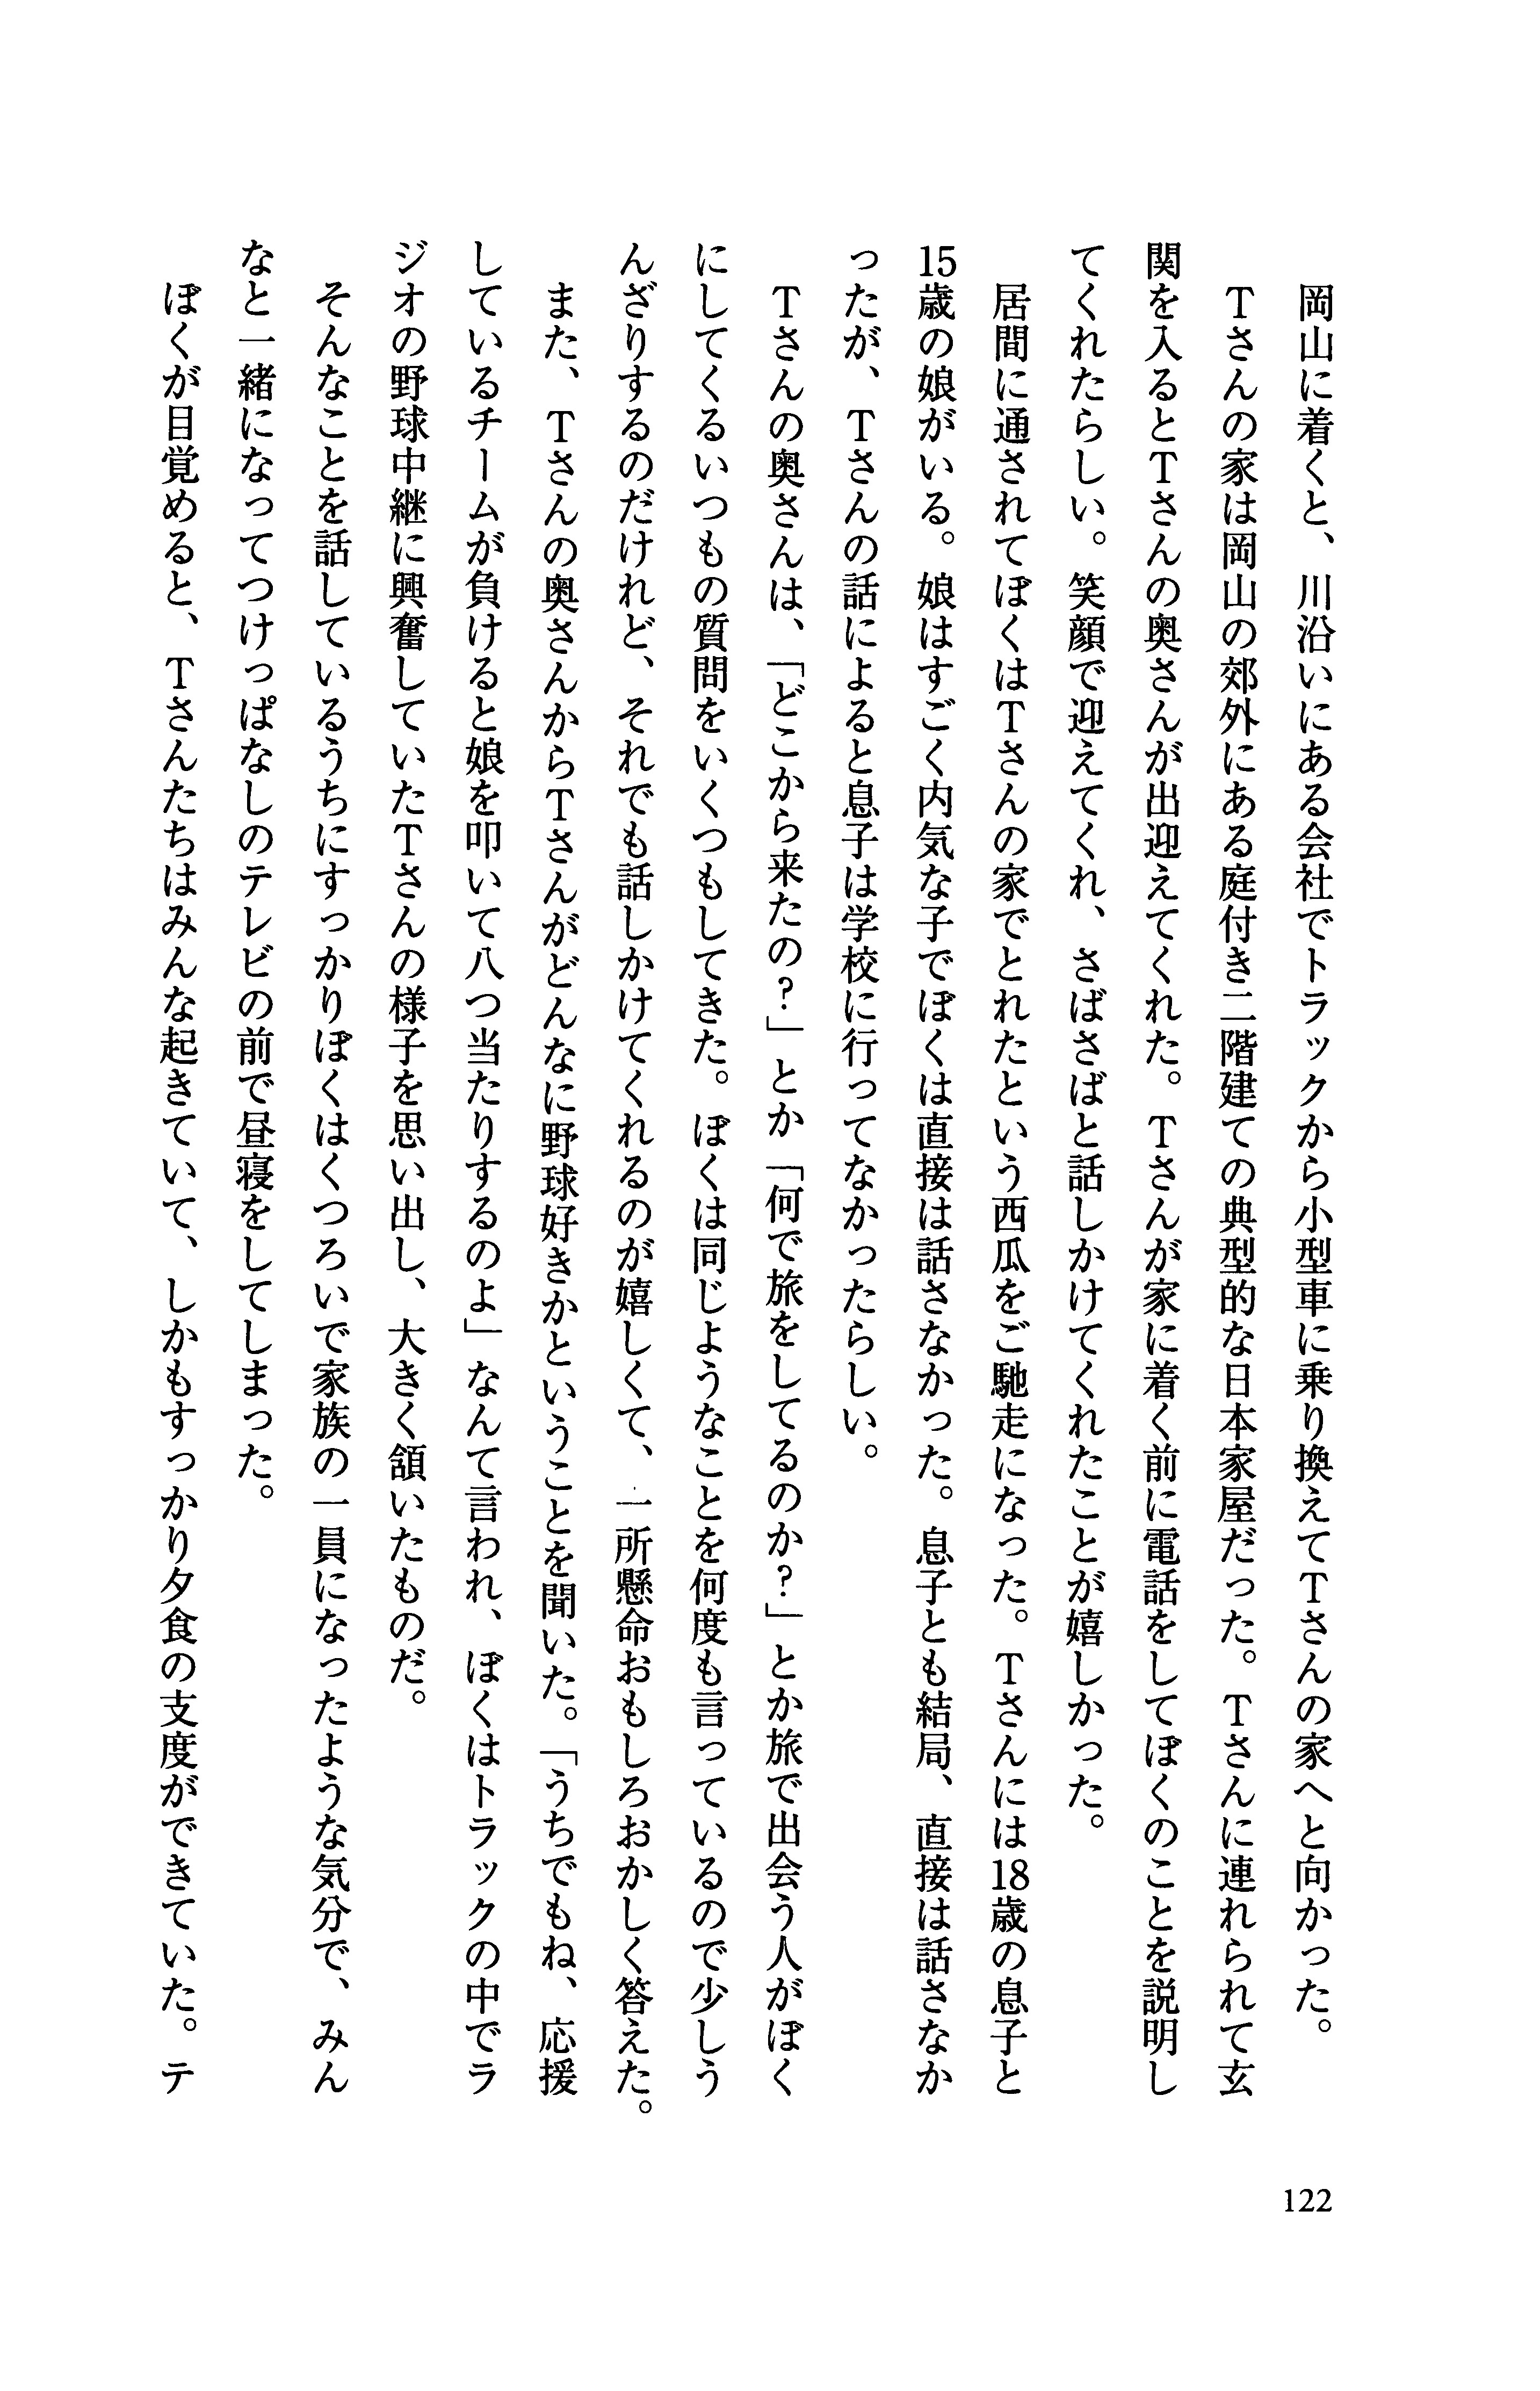 岡山に着くと、川沿いにある会社でトラックから小型車に乗り換えてTさんの家へと向かった。
Tさんの家は岡山の郊外にある庭付き二階建ての典型的な日本家屋だった。Tさんに連れられて玄
関を入るとTさんの奥さんが出迎えてくれた。Tさんが家に着く前に電話をしてぼくのことを説明し
てくれたらしい。笑顔で迎えてくれ、さばさばと話しかけてくれたことが嬉しかった。
居間に通されてぼくはTさんの家でとれたという西瓜をご馳走になった。Tさんには18歳の息子と
15歳の娘がいる。娘はすごく内気な子でぼくは直接は話さなかった。息子とも結局、直接は話さなか
ったが、Tさんの話によると息子は学校に行ってなかったらしい。
Tさんの奥さんは、「どこから来たの?」とか「何で旅をしてるのか?」とか旅で出会う人がぼく
にしてくるいつもの質問をいくつもしてきた。ぼくは同じようなことを何度も言っているので少しう
んざりするのだけれど、それでも話しかけてくれるのが嬉しくて、一所懸命おもしろおかしく答えた。
また、Tさんの奥さんからTさんがどんなに野球好きかということを聞いた。「うちでもね、応援
しているチームが負けると娘を叩いて八つ当たりするのよ」なんて言われ、ぼくはトラックの中でラ
ジオの野球中継に興奮していたTさんの様子を思い出し、大きく頷いたものだ。
そんなことを話しているうちにすっかりぼくはくつろいで家族の一員になったような気分で、みん
なと一緒になってつけっぱなしのテレビの前で昼寝をしてしまった。
ぼくが目覚めると、Tさんたちはみんな起きていて、しかもすっかり夕食の支度ができていた。テ
122